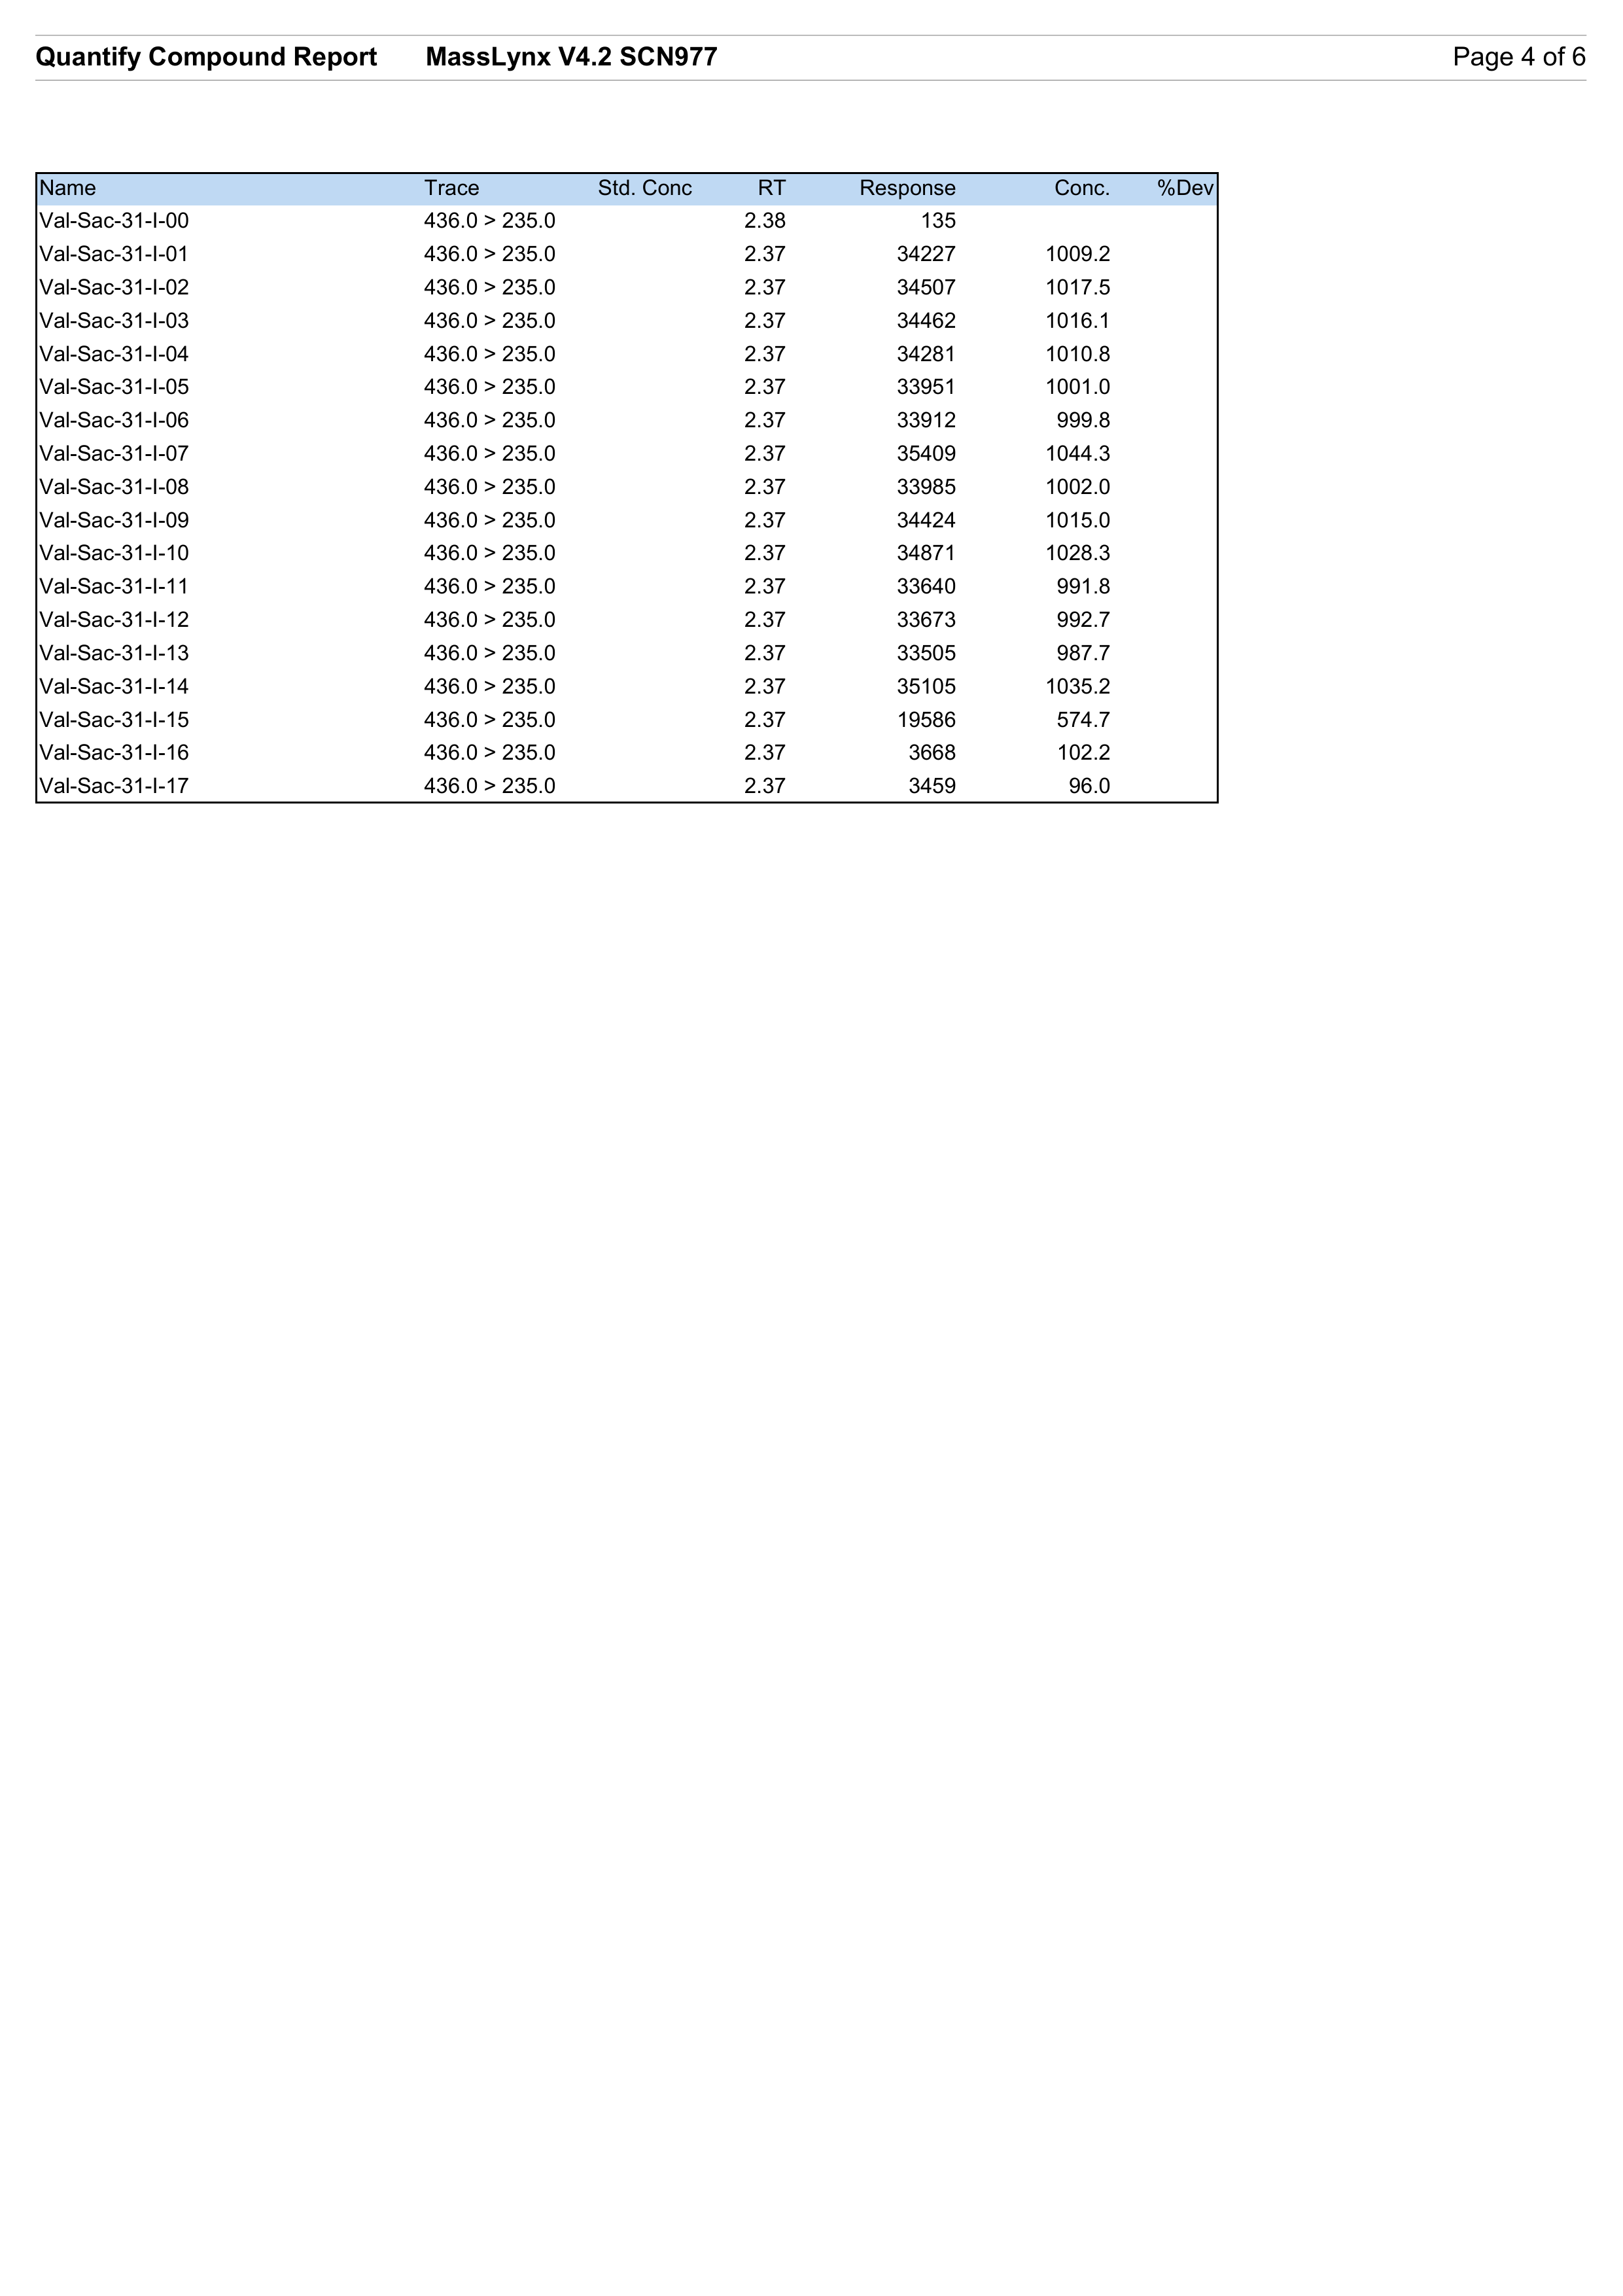 Quantify Compound Report MassLynx V4.2 SCN977 Page 4 of 6
Name Trace Std. Conc RT Response Conc. %Dev
Val-Sac-31-I-00 436.0 > 235.0 2.38 135
Val-Sac-31-I-01 436.0 > 235.0 2.37 34227 1009.2
Val-Sac-31-I-02 436.0 > 235.0 2.37 34507 1017.5
Val-Sac-31-I-03 436.0 > 235.0 2.37 34462 1016.1
Val-Sac-31-I-04 436.0 > 235.0 2.37 34281 1010.8
Val-Sac-31-I-05 436.0 > 235.0 2.37 33951 1001.0
Val-Sac-31-I-06 436.0 > 235.0 2.37 33912 999.8
Val-Sac-31-I-07 436.0 > 235.0 2.37 35409 1044.3
Val-Sac-31-I-08 436.0 > 235.0 2.37 33985 1002.0
Val-Sac-31-I-09 436.0 > 235.0 2.37 34424 1015.0
Val-Sac-31-I-10 436.0 > 235.0 2.37 34871 1028.3
Val-Sac-31-I-11 436.0 > 235.0 2.37 33640 991.8
Val-Sac-31-I-12 436.0 > 235.0 2.37 33673 992.7
Val-Sac-31-I-13 436.0 > 235.0 2.37 33505 987.7
Val-Sac-31-I-14 436.0 > 235.0 2.37 35105 1035.2
Val-Sac-31-I-15 436.0 > 235.0 2.37 19586 574.7
Val-Sac-31-I-16 436.0 > 235.0 2.37 3668 102.2
Val-Sac-31-I-17 436.0 > 235.0 2.37 3459 96.0